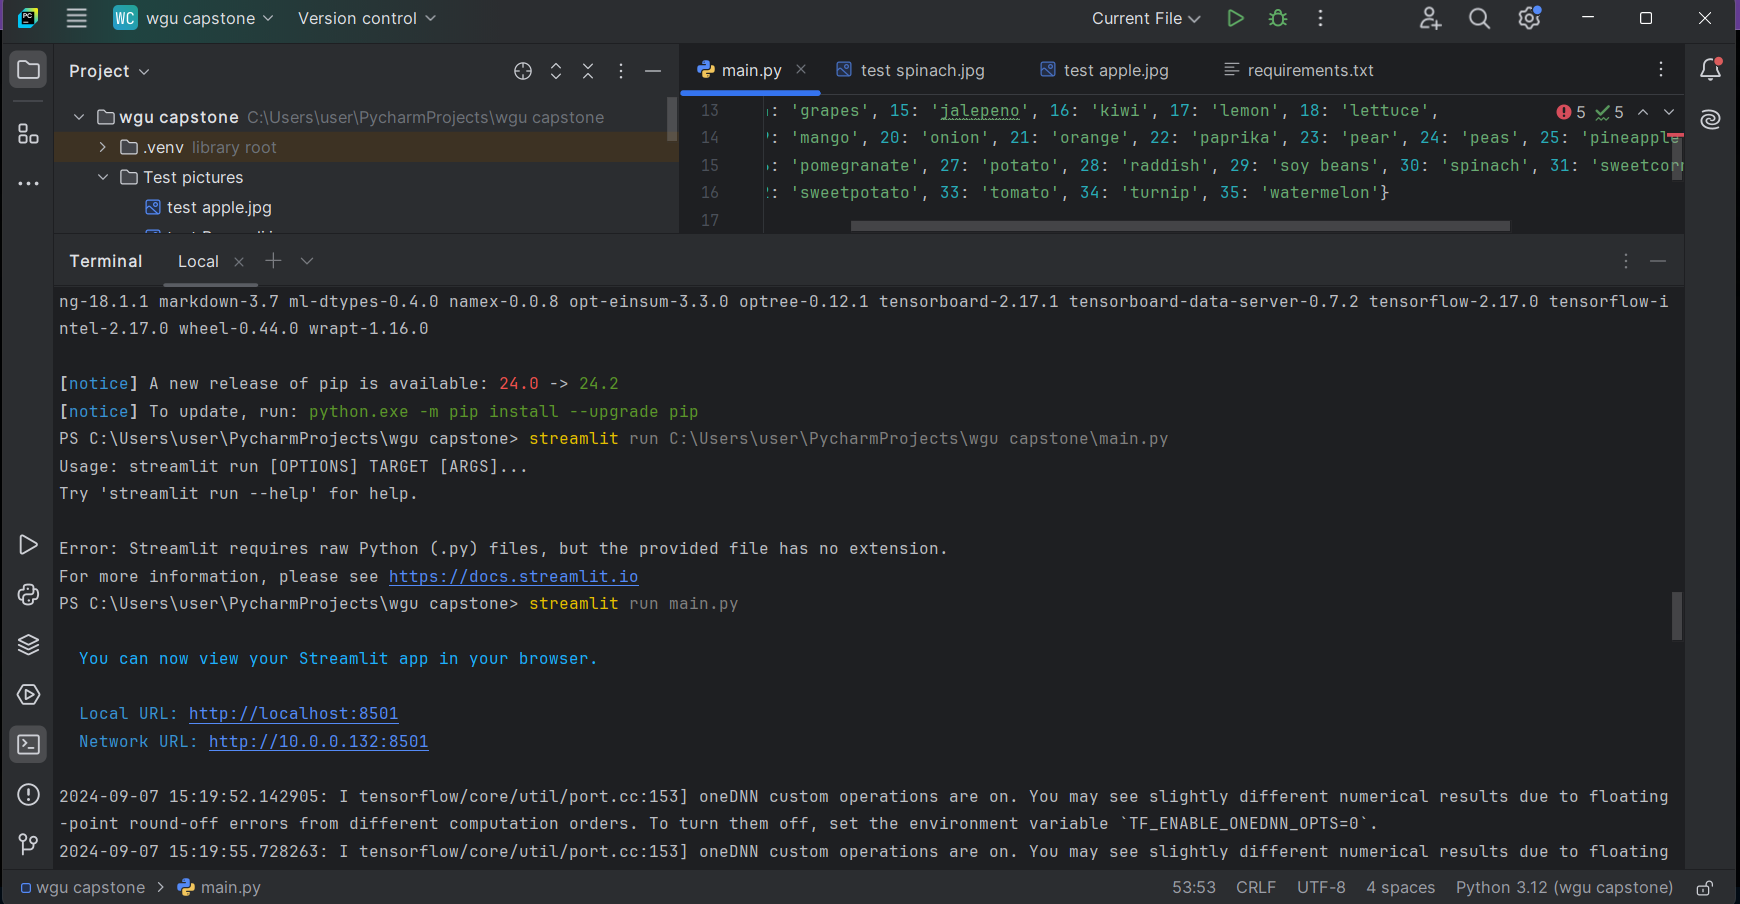 WC wgu capstone Version control Current File
Project main.py test spinach.jpg test apple.jpg requirements.txt
wgu capstone C:\Users\user\PycharmProjects\wgu capstone
.venv library root
Test pictures
test apple.jpg
13 : 'grapes', 15: 'jalepeno', 16: 'kiwi', 17: 'lemon', 18: 'lettuce', 5 5
14 : 'mango', 20: 'onion', 21: 'orange', 22: 'paprika', 23: 'pear', 24: 'peas', 25: 'pineapple
15 : 'pomegranate', 27: 'potato', 28: 'raddish', 29: 'soy beans', 30: 'spinach', 31: 'sweetcor
16 : 'sweetpotato', 33: 'tomato', 34: 'turnip', 35: 'watermelon'}
17
Terminal Local
ng-18.1.1 markdown-3.7 ml-dtypes-0.4.0 namex-0.0.8 opt-einsum-3.3.0 optree-0.12.1 tensorboard-2.17.1 tensorboard-data-server-0.7.2 tensorflow-2.17.0 tensorflow-i
ntel-2.17.0 wheel-0.44.0 wrapt-1.16.0
[notice] A new release of pip is available: 24.0 -> 24.2
[notice] To update, run: python.exe -m pip install --upgrade pip
PS C:\Users\user\PycharmProjects\wgu capstone> streamlit run C:\Users\user\PycharmProjects\wgu capstone\main.py
Usage: streamlit run [OPTIONS] TARGET [ARGS]...
Try 'streamlit run --help' for help.
Error: Streamlit requires raw Python (.py) files, but the provided file has no extension.
For more information, please see https://docs.streamlit.io
PS C:\Users\user\PycharmProjects\wgu capstone> streamlit run main.py
You can now view your Streamlit app in your browser.
Local URL: http://localhost:8501
Network URL: http://10.0.0.132:8501
2024-09-07 15:19:52.142905: I tensorflow/core/util/port.cc:153] oneDNN custom operations are on. You may see slightly different numerical results due to floating
-point round-off errors from different computation orders. To turn them off, set the environment variable `TF_ENABLE_ONEDNN_OPTS=0`.
2024-09-07 15:19:55.728263: I tensorflow/core/util/port.cc:153] oneDNN custom operations are on. You may see slightly different numerical results due to floating
wgu capstone > main.py 53:53 CRLF UTF-8 4 spaces Python 3.12 (wgu capstone)